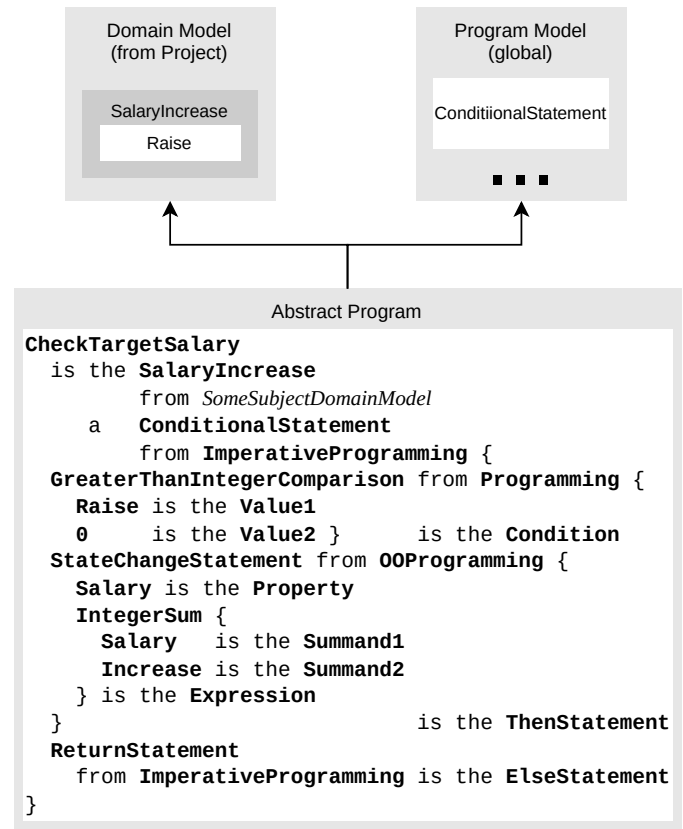 Domain Model
(from Project)
SalaryIncrease
Raise
Program Model
(global)
ConditiionalStatement
Abstract Program
CheckTargetSalary
is the SalaryIncrease
from SomeSubjectDomainModel
a ConditionalStatement
from ImperativeProgramming {
GreaterThanIntegerComparison from Programming {
Raise is the Value1
0 is the Value2 } is the Condition
StateChangeStatement from OOProgramming {
Salary is the Property
IntegerSum {
Salary is the Summand1
Increase is the Summand2
} is the Expression
} is the ThenStatement
ReturnStatement
from ImperativeProgramming is the ElseStatement
}